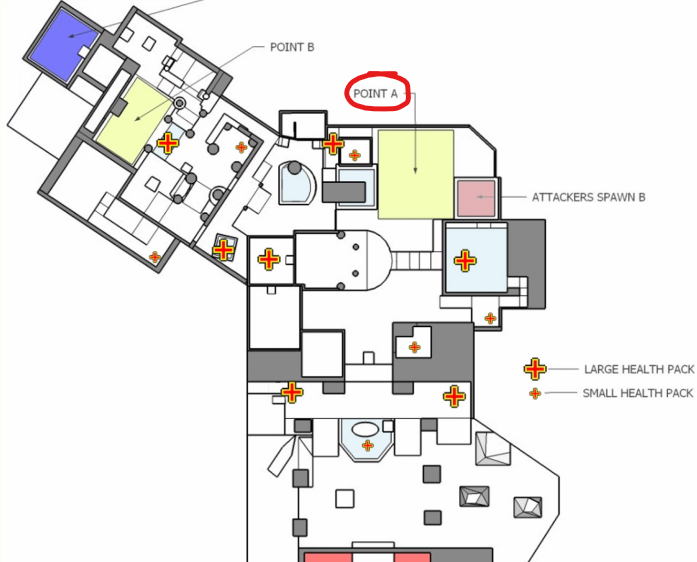 POINT B
POINT A
ATTACKERS SPAWN B
LARGE HEALTH PACK
SMALL HEALTH PACK